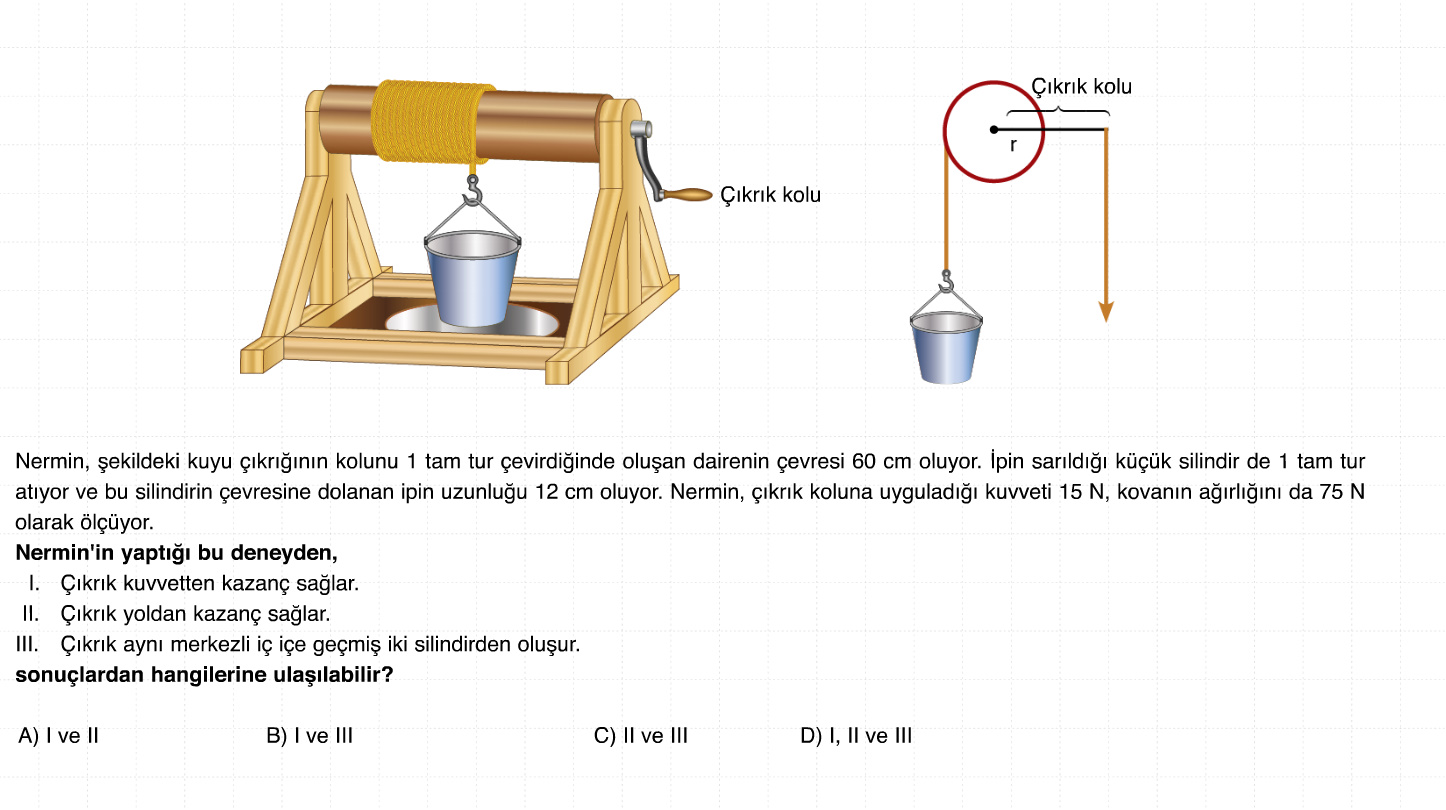 Çıkrık kolu
Çıkrık kolu
r
Nermin, şekildeki kuyu çıkrığının kolunu 1 tam tur çevirdiğinde oluşan dairenin çevresi 60 cm oluyor. İpin sarıldığı küçük silindir de 1 tam tur
atıyor ve bu silindirin çevresine dolanan ipin uzunluğu 12 cm oluyor. Nermin, çıkrık koluna uyguladığı kuvveti 15 N, kovanın ağırlığını da 75 N
olarak ölçüyor.
Nermin'in yaptığı bu deneyden,
I. Çıkrık kuvvetten kazanç sağlar.
II. Çıkrık yoldan kazanç sağlar.
III. Çıkrık aynı merkezli iç içe geçmiş iki silindirden oluşur.
sonuçlardan hangilerine ulaşılabilir?
A) I ve II B) I ve III C) II ve III D) I, II ve III